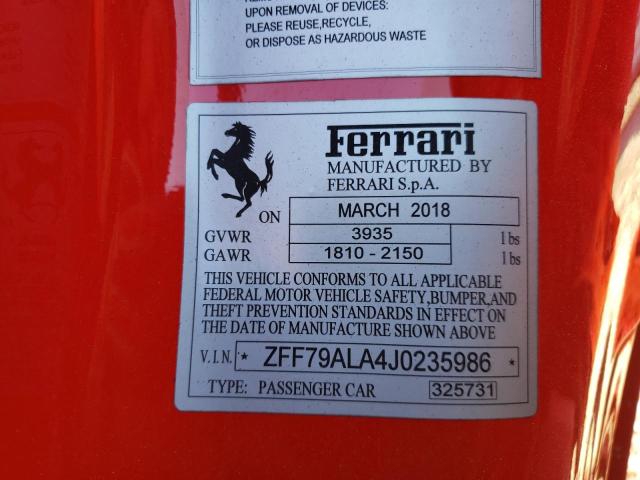 UPON REMOVAL OF DEVICES:
PLEASE REUSE,RECYCLE,
OR DISPOSE AS HAZARDOUS WASTE
Ferrari
MANUFACTURED BY
FERRARI S.p.A.
ON MARCH 2018
GVWR 3935 lbs
GAWR 1810 - 2150 lbs
THIS VEHICLE CONFORMS TO ALL APPLICABLE
FEDERAL MOTOR VEHICLE SAFETY,BUMPER,AND
THEFT PREVENTION STANDARDS IN EFFECT ON
THE DATE OF MANUFACTURE SHOWN ABOVE
V.I.N. * ZFF79ALA4J0235986 *
TYPE: PASSENGER CAR 325731